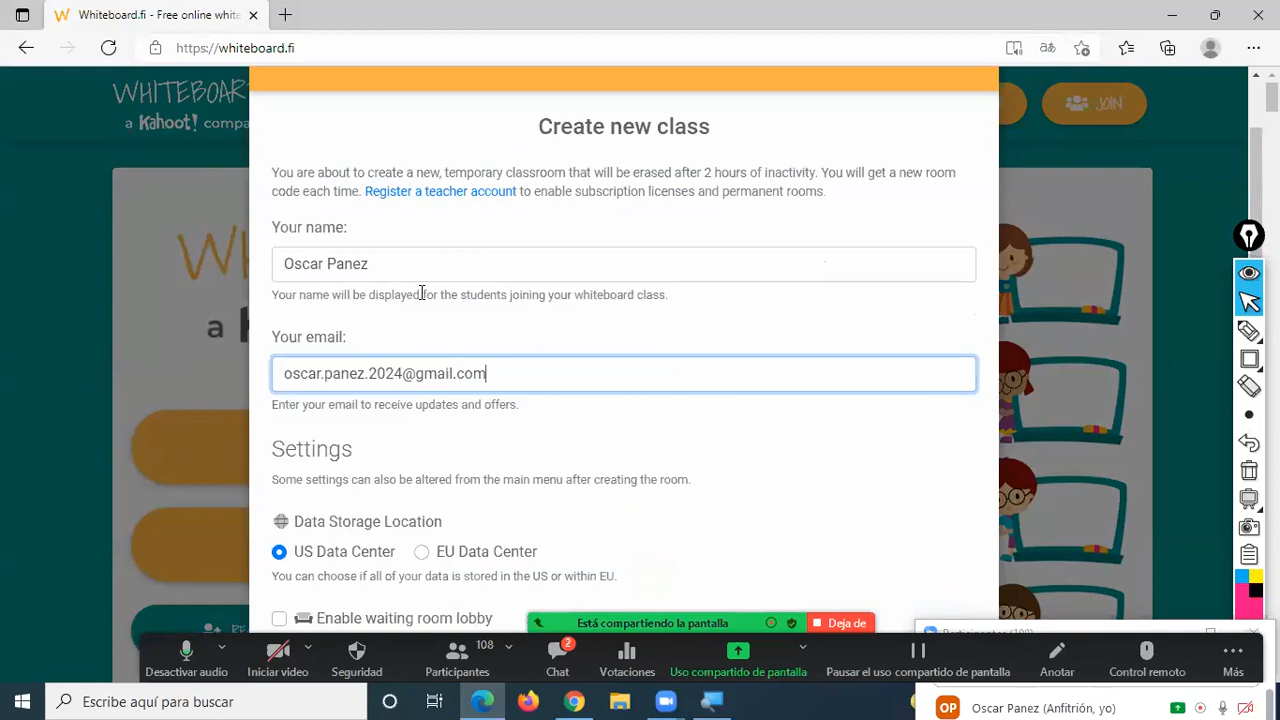 Whiteboard.fi - Free online white
https://whiteboard.fi
WHITEBOAR
a Kahoot! compa
JOIN
Create new class
You are about to create a new, temporary classroom that will be erased after 2 hours of inactivity. You will get a new room
code each time. Register a teacher account to enable subscription licenses and permanent rooms.
Your name:
Oscar Panez
Your name will be displayed for the students joining your whiteboard class.
Your email:
oscar.panez.2024@gmail.com
Enter your email to receive updates and offers.
Settings
Some settings can also be altered from the main menu after creating the room.
Data Storage Location
US Data Center EU Data Center
You can choose if all of your data is stored in the US or within EU.
Enable waiting room lobby
Está compartiendo la pantalla Deja de
108 2
Desactivar audio Iniciar video Seguridad Participantes Chat Votaciones Uso compartido de pantalla Pausar el uso compartido de pantalla Anotar Control remoto Más
Escribe aquí para buscar
OP Oscar Panez (Anfitrión, yo)